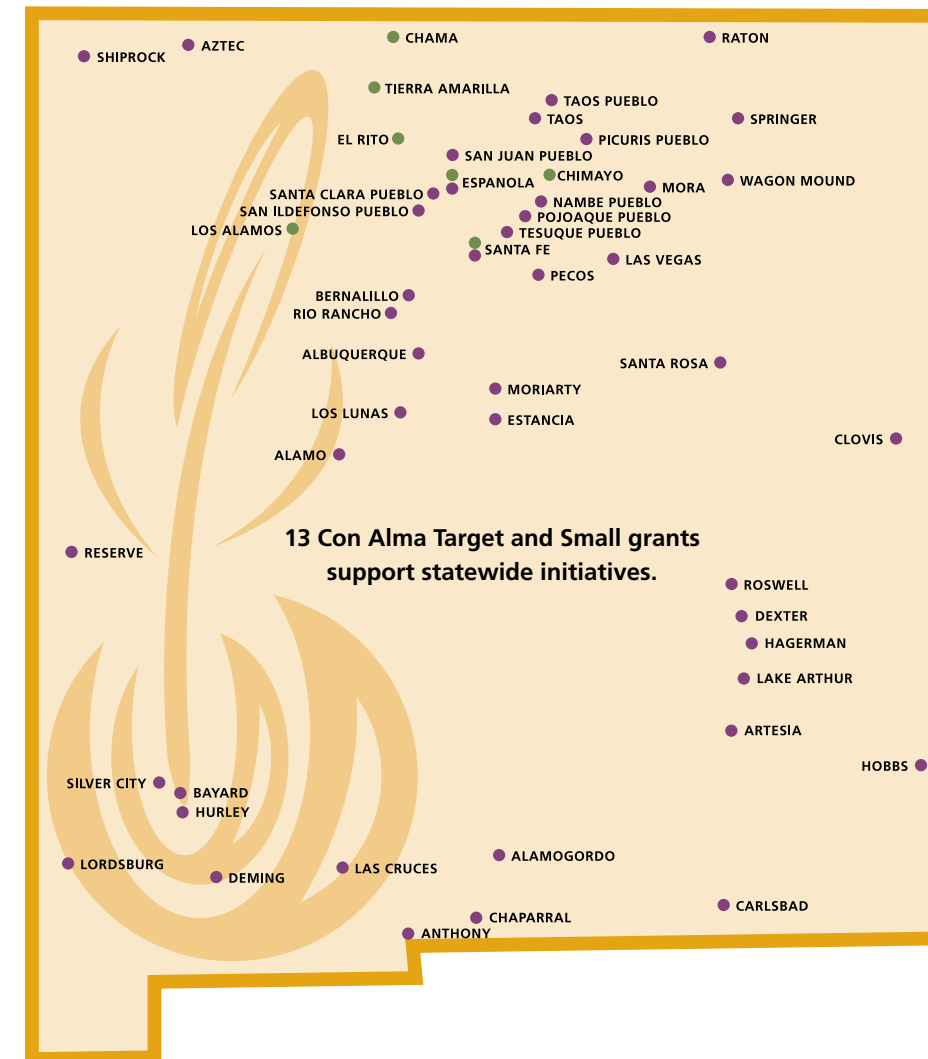 CHAMA
RATON
AZTEC
SHIPROCK
TIERRA AMARILLA
TAOS PUEBLO
TAOS
SPRINGER
EL RITO
PICURIS PUEBLO
SAN JUAN PUEBLO
CHIMAYO
ESPANOLA
WAGON MOUND
MORA
SANTA CLARA PUEBLO
NAMBE PUEBLO
SAN ILDEFONSO PUEBLO
POJOAQUE PUEBLO
LOS ALAMOS
TESUQUE PUEBLO
SANTA FE
LAS VEGAS
PECOS
BERNALILLO
RIO RANCHO
ALBUQUERQUE
SANTA ROSA
MORIARTY
LOS LUNAS
ESTANCIA
CLOVIS
ALAMO
13 Con Alma Target and Small grants
support statewide initiatives.
RESERVE
ROSWELL
DEXTER
HAGERMAN
LAKE ARTHUR
ARTESIA
HOBBS
SILVER CITY
BAYARD
HURLEY
ALAMOGORDO
LORDSBURG
LAS CRUCES
DEMING
CARLSBAD
CHAPARRAL
ANTHONY